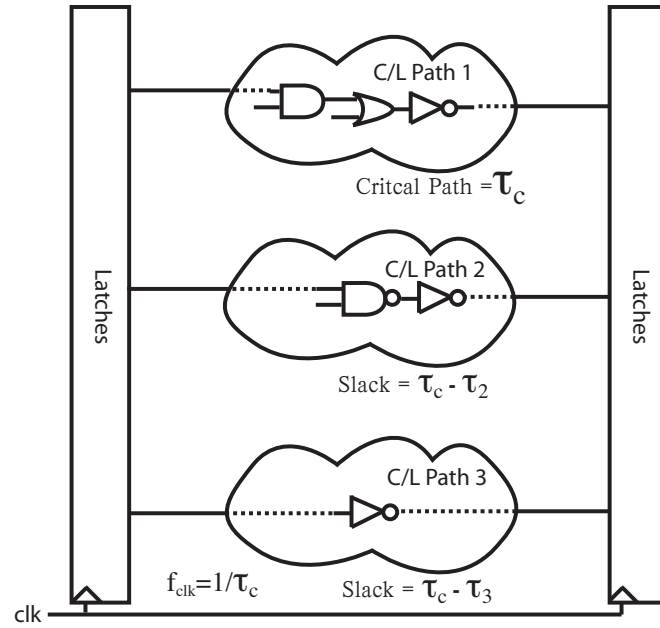 C/L Path 1
Critcal Path = τc
Latches
Latches
C/L Path 2
Slack = τc - τ2
C/L Path 3
fclk=1/τc
Slack = τc - τ3
clk